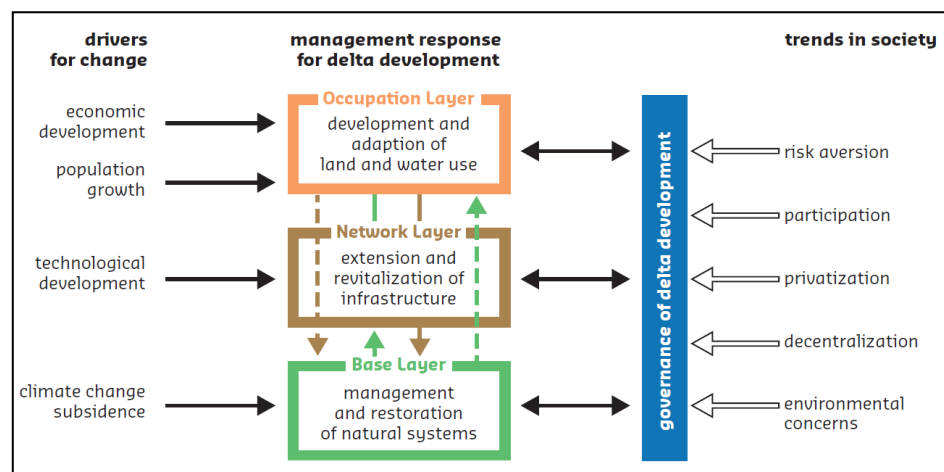 drivers
for change
management response
for delta development
trends in society
economic
development
population
growth
technological
development
climate change
subsidence
Occupation Layer
development and
adaption of
land and water use
Network Layer
extension and
revitalization of
infrastructure
Base Layer
management
and restoration
of natural systems
governance of delta development
risk aversion
participation
privatization
decentralization
environmental
concerns